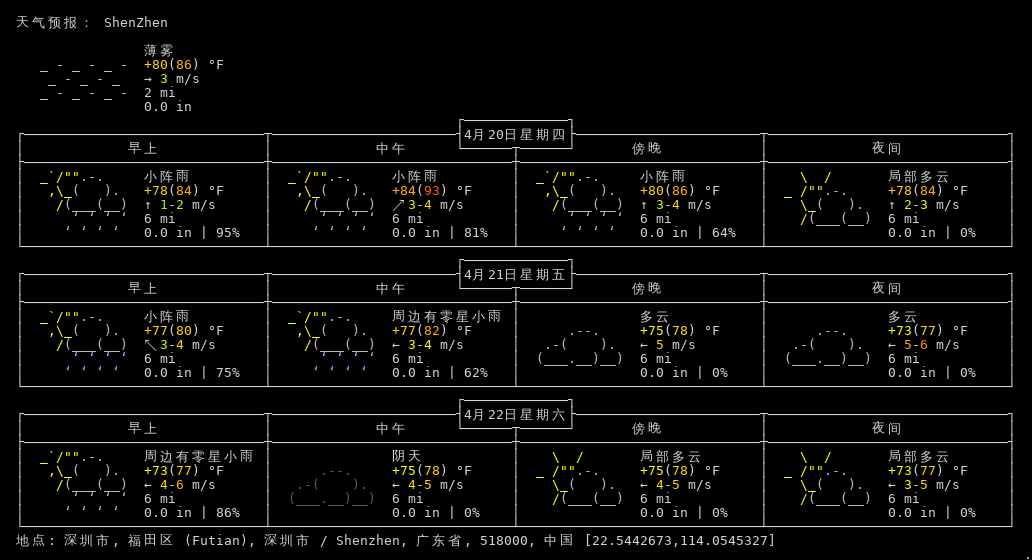 天气预报： ShenZhen
薄雾
+80(86) °F
→ 3 m/s
2 mi
0.0 in
4月20日星期四
早上 中午 傍晚 夜间
小阵雨 小阵雨 小阵雨 局部多云
+78(84) °F +84(93) °F +80(86) °F +78(84) °F
↑ 1-2 m/s ↗ 3-4 m/s ↑ 3-4 m/s ↑ 2-3 m/s
6 mi 6 mi 6 mi 6 mi
0.0 in | 95% 0.0 in | 81% 0.0 in | 64% 0.0 in | 0%
4月21日星期五
早上 中午 傍晚 夜间
小阵雨 周边有零星小雨 多云 多云
+77(80) °F +77(82) °F +75(78) °F +73(77) °F
↖ 3-4 m/s ← 3-4 m/s ← 5 m/s ← 5-6 m/s
6 mi 6 mi 6 mi 6 mi
0.0 in | 75% 0.0 in | 62% 0.0 in | 0% 0.0 in | 0%
4月22日星期六
早上 中午 傍晚 夜间
周边有零星小雨 阴天 局部多云 局部多云
+73(77) °F +75(78) °F +75(78) °F +73(77) °F
← 4-6 m/s ← 4-5 m/s ← 4-5 m/s ← 3-5 m/s
6 mi 6 mi 6 mi 6 mi
0.0 in | 86% 0.0 in | 0% 0.0 in | 0% 0.0 in | 0%
地点: 深圳市, 福田区 (Futian), 深圳市 / Shenzhen, 广东省, 518000, 中国 [22.5442673,114.0545327]